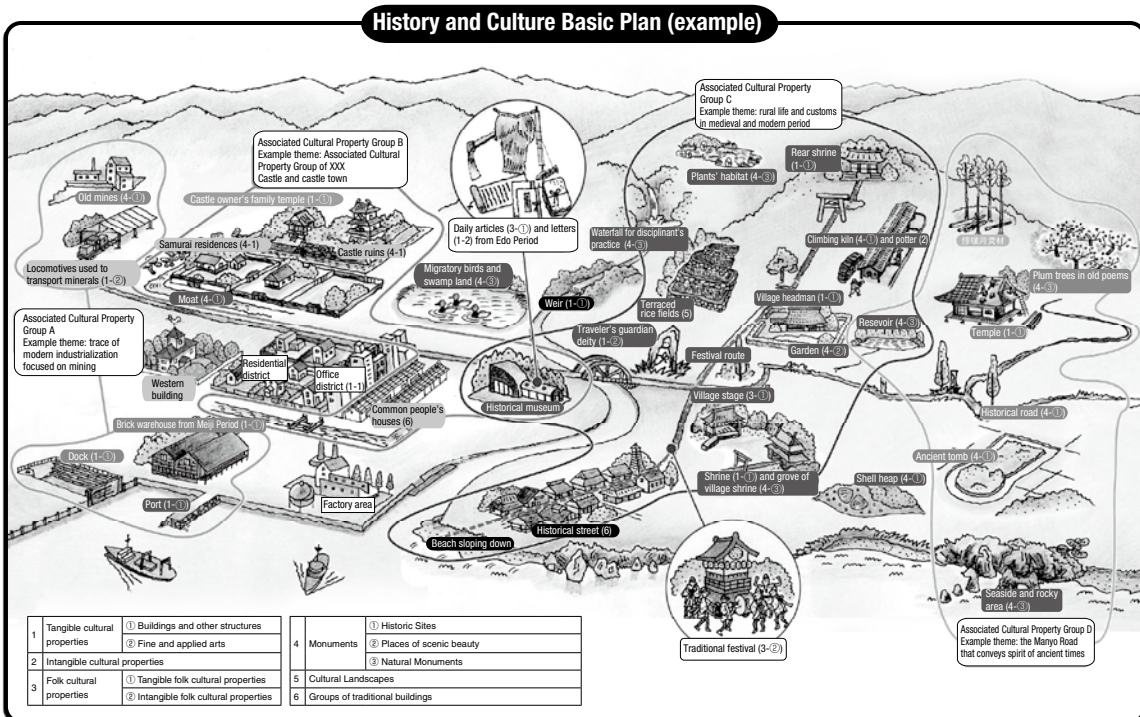 History and Culture Basic Plan (example)
Associated Cultural Property
Group C
Example theme: rural life and customs
in medieval and modern period
Associated Cultural Property Group B
Example theme: Associated Cultural
Property Group of XXX
Castle and castle town
Old mines (4-①)
Castle owner's family temple (1-①)
Plants' habitat (4-③)
Rear shrine
(1-①)
Daily articles (3-①) and letters
(1-2) from Edo Period
Waterfall for disciplinant's
practice (4-③)
Climbing kiln (4-①) and potter (2)
Samurai residences (4-1)
Castle ruins (4-1)
Locomotives used to
transport minerals (1-②)
Migratory birds and
swamp land (4-③)
Plum trees in old poems
(4-③)
Moat (4-①)
Weir (1-①)
Terraced
rice fields (5)
Village headman (1-①)
Resevoir (4-③)
Temple (1-①)
Associated Cultural Property
Group A
Example theme: trace of
modern industrialization
focused on mining
Traveler's guardian
deity (1-②)
Garden (4-②)
Festival route
Residential
district
Office
district (1-1)
Western
building
Historical museum
Village stage (3-①)
Common people's
houses (6)
Historical road (4-①)
Brick warehouse from Meiji Period (1-①)
Dock (1-①)
Ancient tomb (4-①)
Shrine (1-①) and grove of
village shrine (4-③)
Shell heap (4-①)
Port (1-①)
Factory area
Historical street (6)
Beach sloping down
Seaside and rocky
area (4-③)
Traditional festival (3-②)
Associated Cultural Property Group D
Example theme: the Manyo Road
that conveys spirit of ancient times
1 Tangible cultural properties ① Buildings and other structures
② Fine and applied arts
2 Intangible cultural properties
3 Folk cultural properties ① Tangible folk cultural properties
② Intangible folk cultural properties
4 Monuments ① Historic Sites
② Places of scenic beauty
③ Natural Monuments
5 Cultural Landscapes
6 Groups of traditional buildings